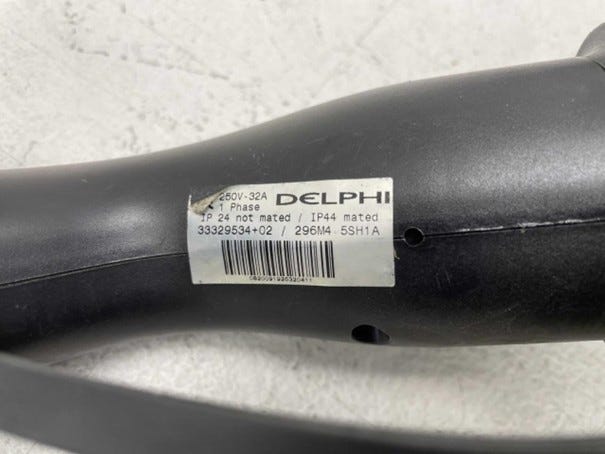 250V-32A DELPHI
1 Phase
IP 24 not mated / IP44 mated
33329534+02 / 296M4 5SH1A